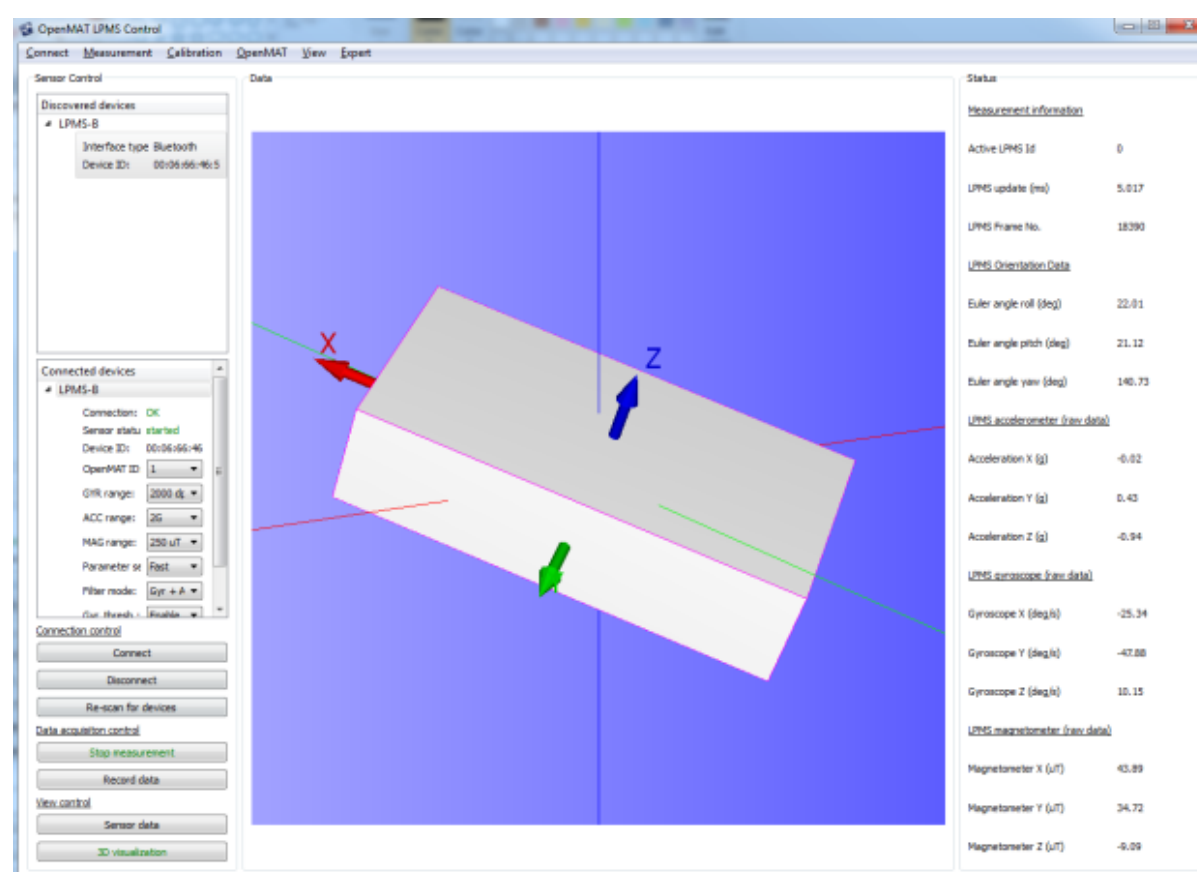 OpenMAT LPMS Control
Connect Measurement Calibration OpenMAT View Expert
Sensor Control
Discovered devices
LPMS-B
Interface type Bluetooth
Device ID: 00:06:66:46:5
Connected devices
LPMS-B
Connection: OK
Sensor statu started
Device ID: 00:06:66:46
OpenMAT ID 1
GYR range: 2000 d
ACC range: 2G
MAG range: 250 uT
Parameter se Fast
Filter mode: Gyr + A
Gyr. thresh Enable
Connection control
Connect
Disconnect
Re-scan for devices
Data acquisition control
Stop measurement
Record data
View control
Sensor data
3D visualization
Data
X
Z
Status
Measurement information
Active LPMS Id 0
LPMS update (ms) 5.017
LPMS Frame No. 18390
LPMS Orientation Data
Euler angle roll (deg) 22.01
Euler angle pitch (deg) 21.12
Euler angle yaw (deg) 140.73
LPMS accelerometer (raw data)
Acceleration X (g) -0.02
Acceleration Y (g) 0.43
Acceleration Z (g) -0.94
LPMS gyroscope (raw data)
Gyroscope X (deg/s) -25.34
Gyroscope Y (deg/s) -47.88
Gyroscope Z (deg/s) 10.15
LPMS magnetometer (raw data)
Magnetometer X (uT) 43.89
Magnetometer Y (uT) 34.72
Magnetometer Z (uT) -9.09